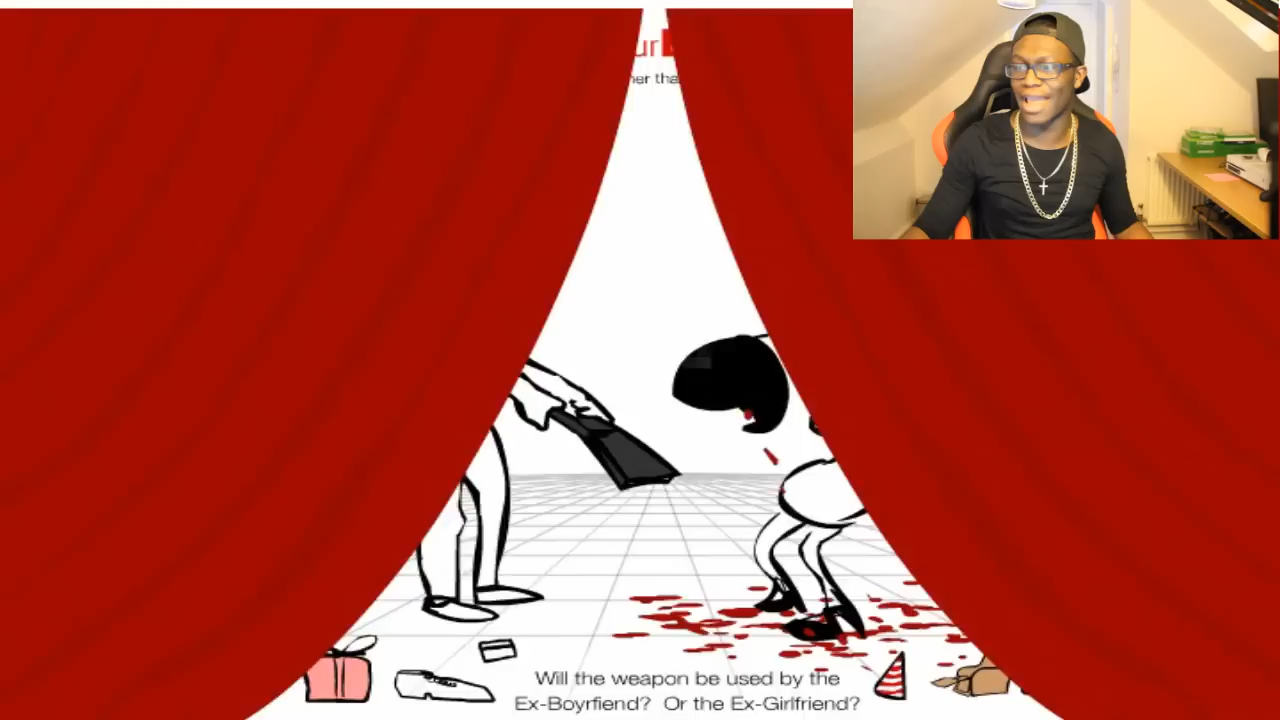 Will the weapon be used by the
Ex-Boyrfiend? Or the Ex-Girlfriend?